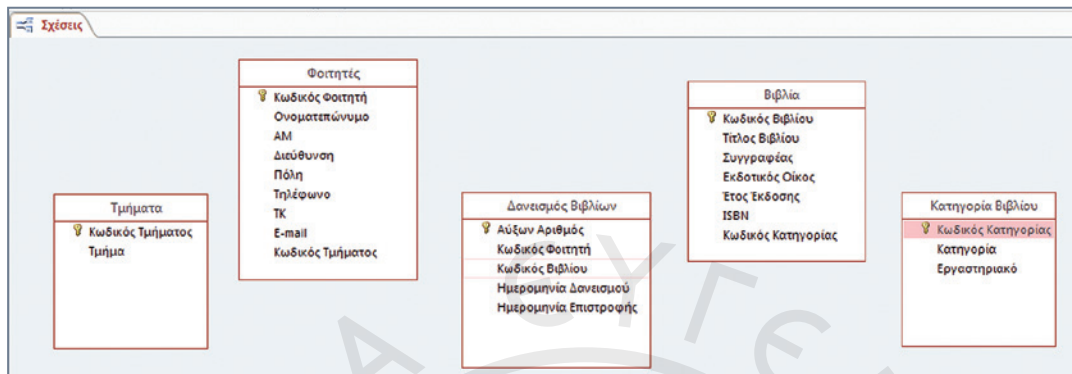 Σχέσεις
Τμήματα
Κωδικός Τμήματος
Τμήμα
Φοιτητές
Κωδικός Φοιτητή
Ονοματεπώνυμο
ΑΜ
Διεύθυνση
Πόλη
Τηλέφωνο
ΤΚ
E-mail
Κωδικός Τμήματος
Δανεισμός Βιβλίων
Αύξων Αριθμός
Κωδικός Φοιτητή
Κωδικός Βιβλίου
Ημερομηνία Δανεισμού
Ημερομηνία Επιστροφής
Βιβλία
Κωδικός Βιβλίου
Τίτλος Βιβλίου
Συγγραφέας
Εκδοτικός Οίκος
Έτος Έκδοσης
ISBN
Κωδικός Κατηγορίας
Κατηγορία Βιβλίου
Κωδικός Κατηγορίας
Κατηγορία
Εργαστηριακό